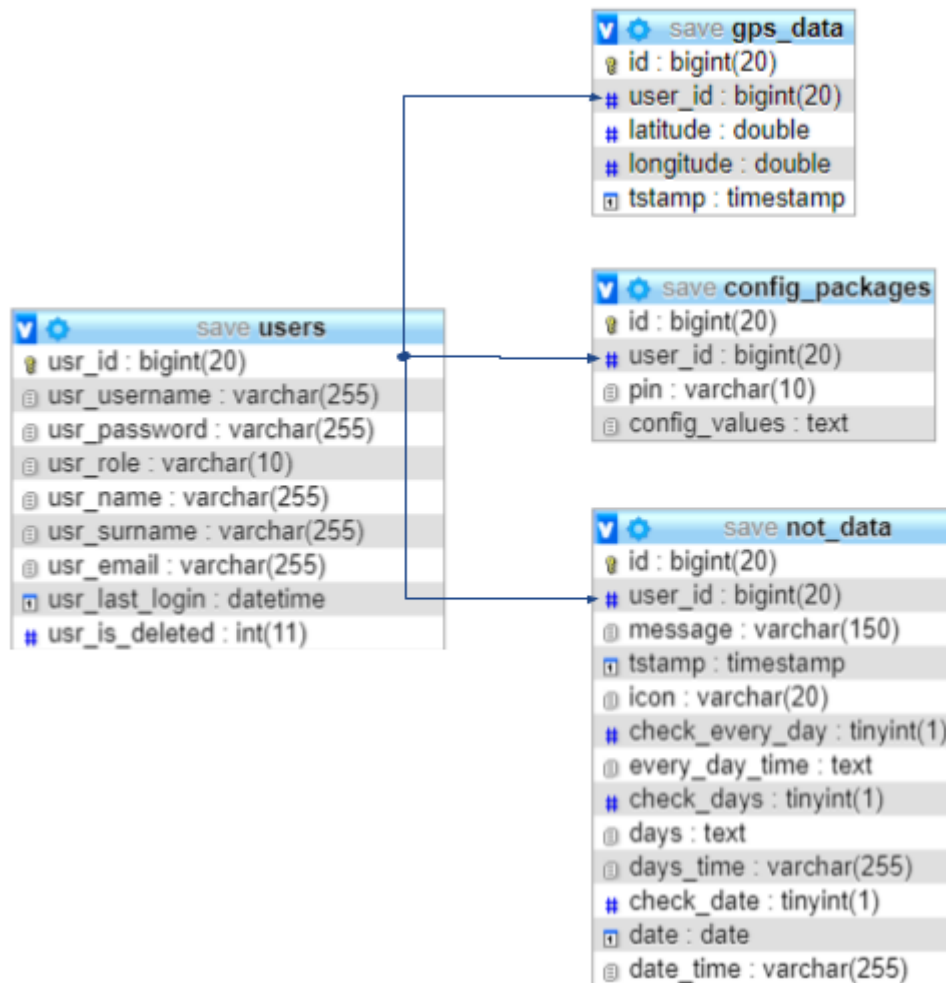 save gps_data
id : bigint(20)
user_id : bigint(20)
latitude : double
longitude : double
tstamp : timestamp
save config_packages
id : bigint(20)
user_id : bigint(20)
pin : varchar(10)
config_values : text
save users
usr_id : bigint(20)
usr_username : varchar(255)
usr_password : varchar(255)
usr_role : varchar(10)
usr_name : varchar(255)
usr_surname : varchar(255)
usr_email : varchar(255)
usr_last_login : datetime
usr_is_deleted : int(11)
save not_data
id : bigint(20)
user_id : bigint(20)
message : varchar(150)
tstamp : timestamp
icon : varchar(20)
check_every_day : tinyint(1)
every_day_time : text
check_days : tinyint(1)
days : text
days_time : varchar(255)
check_date : tinyint(1)
date : date
date_time : varchar(255)